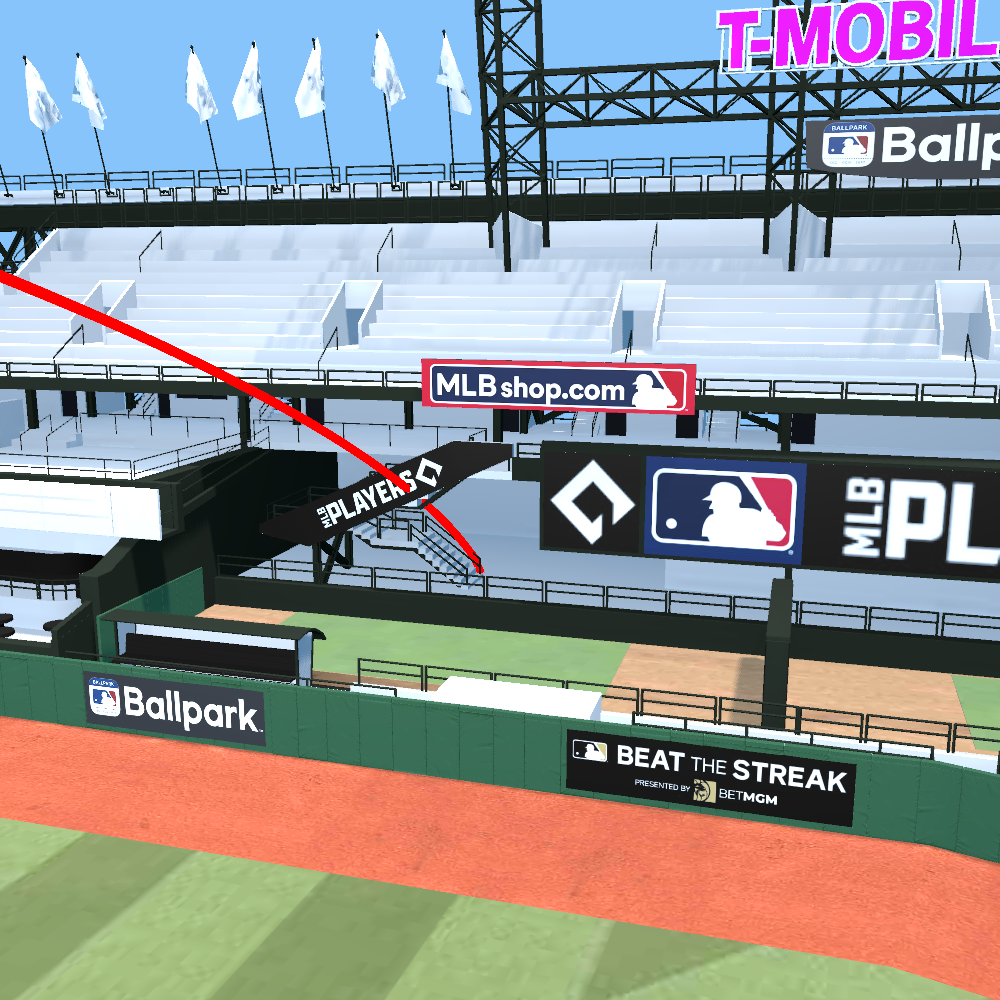 T-MOBIL
BALLPARK
Ballp
MLBshop.com
MLB PLAYERS
MLB PL
BALLPARK
Ballpark.
BEAT THE STREAK
PRESENTED BY BETMGM